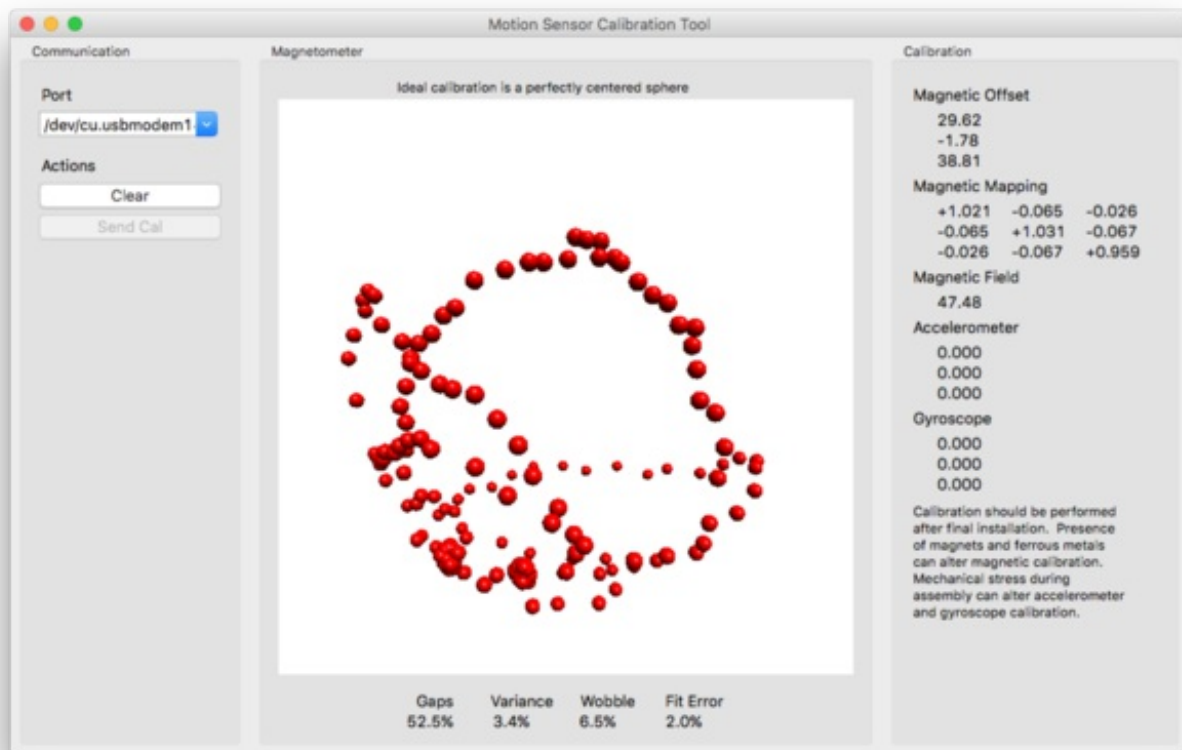 Motion Sensor Calibration Tool
Communication
Port
/dev/cu.usbmodem1
Actions
Clear
Send Cal
Magnetometer
Ideal calibration is a perfectly centered sphere
Gaps Variance Wobble Fit Error
52.5% 3.4% 6.5% 2.0%
Calibration
Magnetic Offset
29.62
-1.78
38.81
Magnetic Mapping
+1.021 -0.065 -0.026
-0.065 +1.031 -0.067
-0.026 -0.067 +0.959
Magnetic Field
47.48
Accelerometer
0.000
0.000
0.000
Gyroscope
0.000
0.000
0.000
Calibration should be performed
after final installation. Presence
of magnets and ferrous metals
can alter magnetic calibration.
Mechanical stress during
assembly can alter accelerometer
and gyroscope calibration.